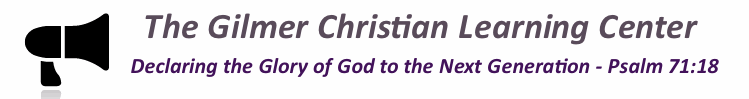 The Gilmer Christian Learning Center
Declaring the Glory of God to the Next Generation - Psalm 71:18